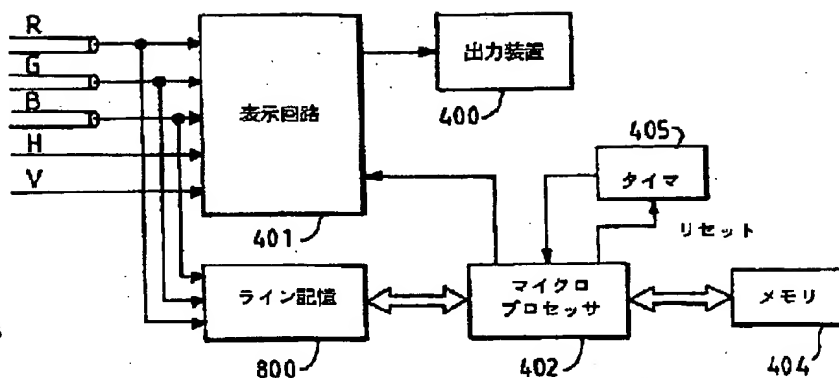 R
G
B
H
V
表示回路
401
出力装置
400
405
タイマ
リセット
ライン記憶
800
マイクロ
プロセッサ
402
メモリ
404